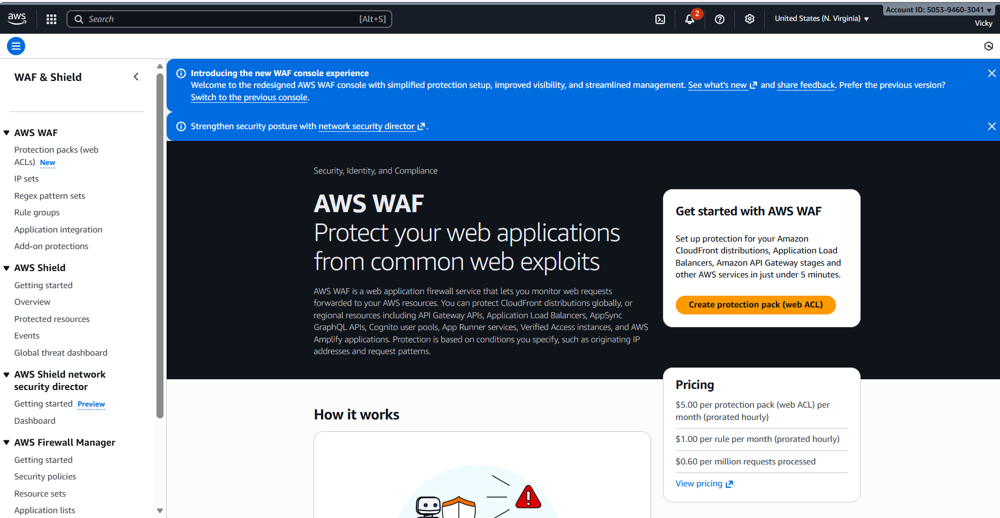 aws
Search
[Alt+S]
2
United States (N. Virginia)
Account ID: 5053-9460-3041
Vicky
WAF & Shield
AWS WAF
Protection packs (web
ACLs) New
IP sets
Regex pattern sets
Rule groups
Application integration
Add-on protections
AWS Shield
Getting started
Overview
Protected resources
Events
Global threat dashboard
AWS Shield network
security director
Getting started Preview
Dashboard
AWS Firewall Manager
Getting started
Security policies
Resource sets
Application lists
Introducing the new WAF console experience
Welcome to the redesigned AWS WAF console with simplified protection setup, improved visibility, and streamlined management. See what's new and share feedback. Prefer the previous version?
Switch to the previous console.
Strengthen security posture with network security director .
Security, Identity, and Compliance
AWS WAF
Protect your web applications
from common web exploits
AWS WAF is a web application firewall service that lets you monitor web requests
forwarded to your AWS resources. You can protect CloudFront distributions globally, or
regional resources including API Gateway APIs, Application Load Balancers, AppSync
GraphQL APIs, Cognito user pools, App Runner services, Verified Access instances, and AWS
Amplify applications. Protection is based on conditions you specify, such as originating IP
addresses and request patterns.
Get started with AWS WAF
Set up protection for your Amazon
CloudFront distributions, Application Load
Balancers, Amazon API Gateway stages and
other AWS services in just under 5 minutes.
Create protection pack (web ACL)
Pricing
$5.00 per protection pack (web ACL) per
month (prorated hourly)
$1.00 per rule per month (prorated hourly)
$0.60 per million requests processed
View pricing
How it works